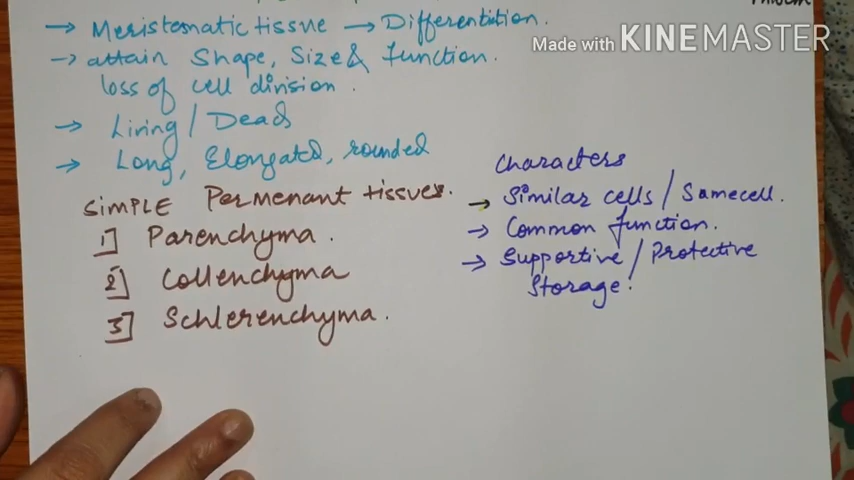 → Meristematic tissue → Differentiation.
Made with KINEMASTER
→ attain Shape, Size & function.
loss of cell division.
→ Living / Dead
→ Long, Elongated, rounded
SIMPLE Permenant tissues.
1] Parenchyma.
2] Collenchyma
3] Schlerenchyma.
Characters
→ Similar cells / Same cell.
→ Common function.
→ Supportive / Protective
Storage.